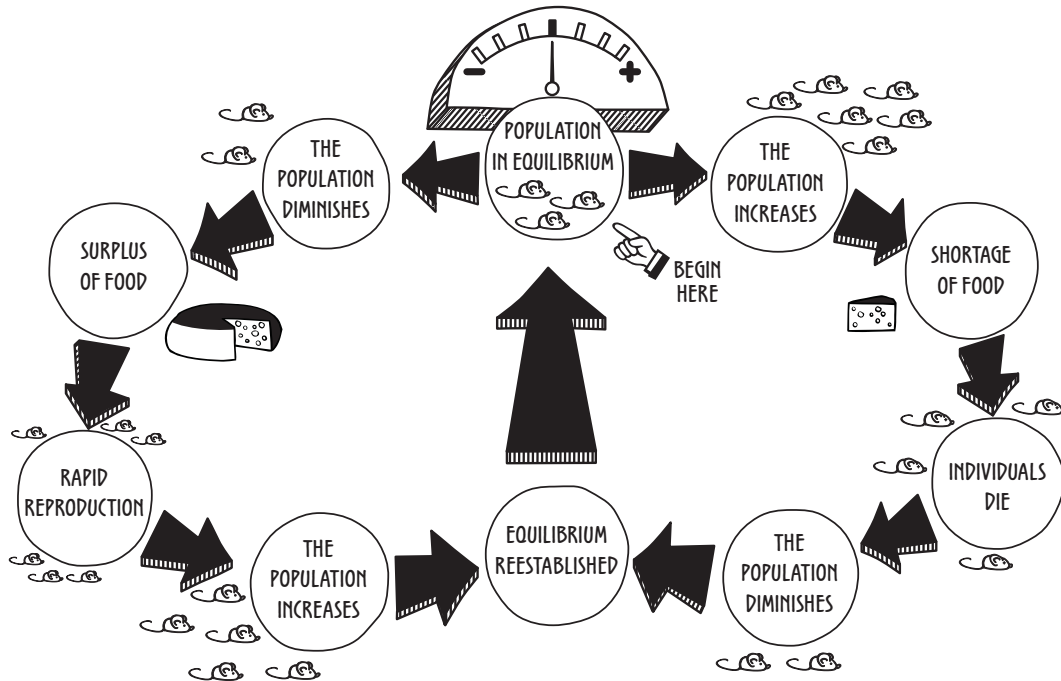 POPULATION
IN EQUILIBRIUM
BEGIN
HERE
THE
POPULATION
INCREASES
SHORTAGE
OF FOOD
INDIVIDUALS
DIE
THE
POPULATION
DIMINISHES
THE
POPULATION
DIMINISHES
SURPLUS
OF FOOD
RAPID
REPRODUCTION
THE
POPULATION
INCREASES
EQUILIBRIUM
REESTABLISHED